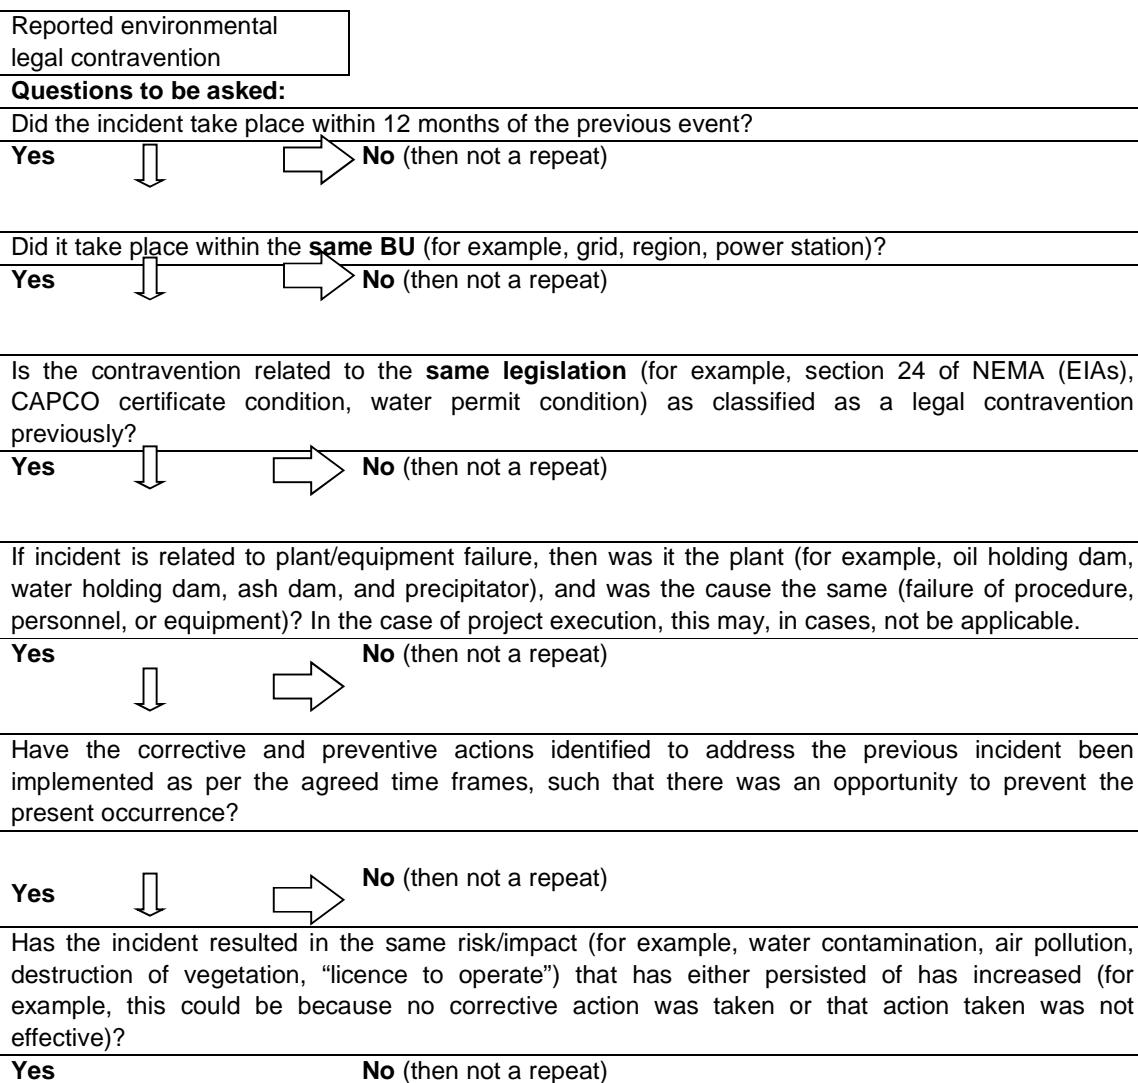 Reported environmental
legal contravention
Questions to be asked:
Did the incident take place within 12 months of the previous event?
Yes No (then not a repeat)
Did it take place within the same BU (for example, grid, region, power station)?
Yes No (then not a repeat)
Is the contravention related to the same legislation (for example, section 24 of NEMA (EIAs),
CAPCO certificate condition, water permit condition) as classified as a legal contravention
previously?
Yes No (then not a repeat)
If incident is related to plant/equipment failure, then was it the plant (for example, oil holding dam,
water holding dam, ash dam, and precipitator), and was the cause the same (failure of procedure,
personnel, or equipment)? In the case of project execution, this may, in cases, not be applicable.
Yes No (then not a repeat)
Have the corrective and preventive actions identified to address the previous incident been
implemented as per the agreed time frames, such that there was an opportunity to prevent the
present occurrence?
Yes No (then not a repeat)
Has the incident resulted in the same risk/impact (for example, water contamination, air pollution,
destruction of vegetation, “licence to operate”) that has either persisted of has increased (for
example, this could be because no corrective action was taken or that action taken was not
effective)?
Yes No (then not a repeat)